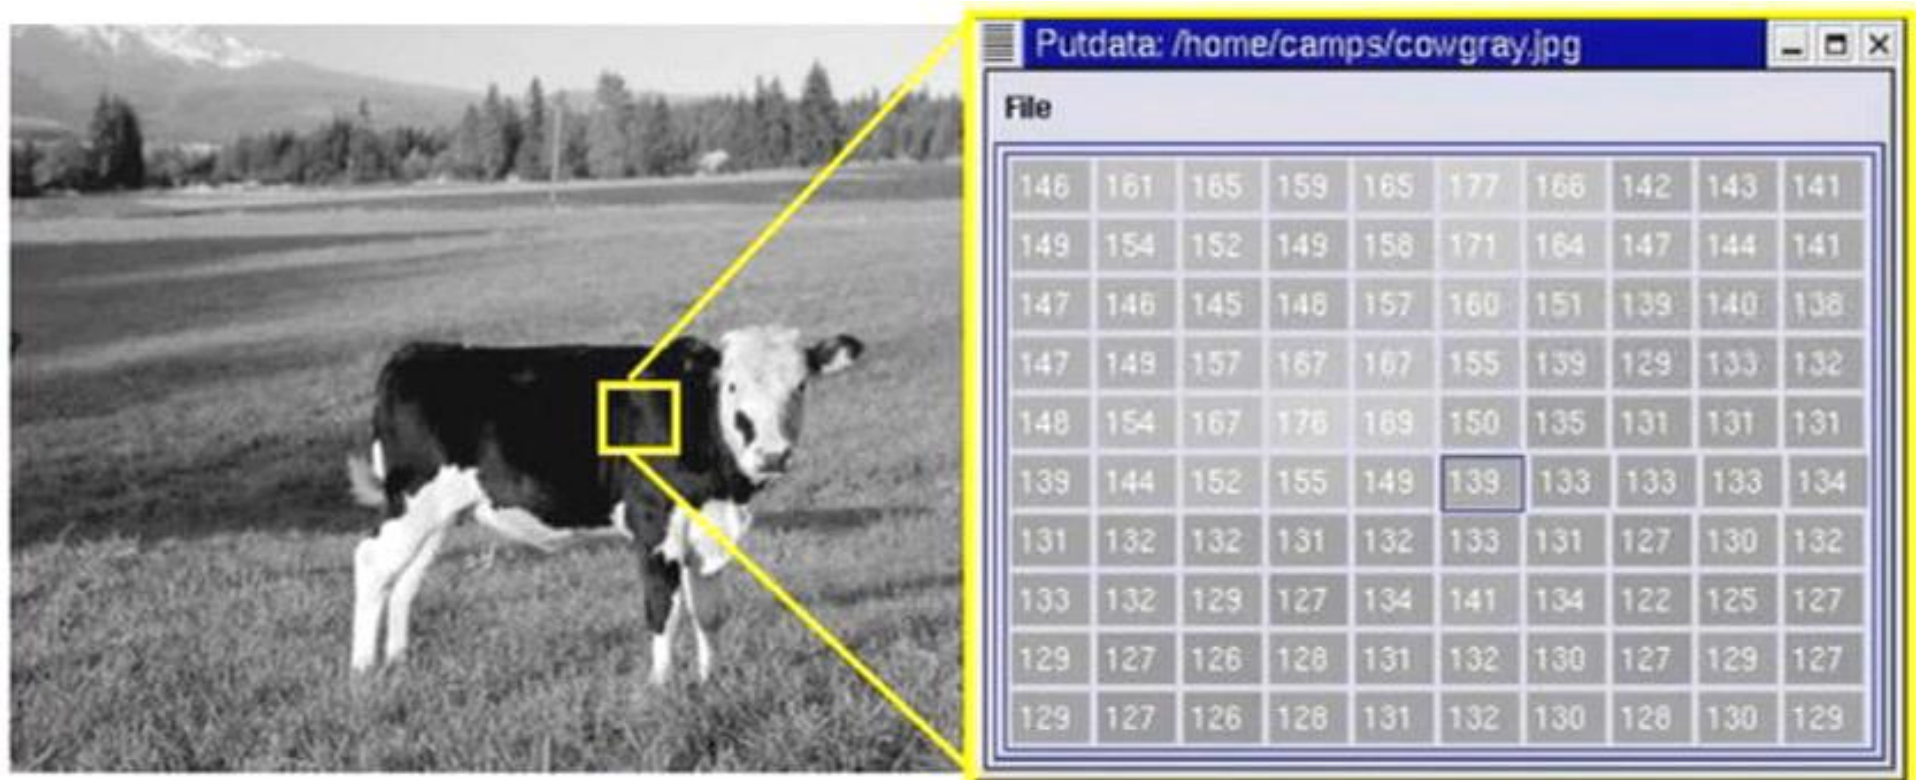 Putdata: /home/camps/cowgray.jpg
File
146 161 165 159 165 177 166 142 143 141
149 154 152 149 158 171 164 147 144 141
147 146 145 148 157 160 151 139 140 138
147 149 157 167 167 155 139 129 133 132
148 154 167 176 169 150 135 131 131 131
139 144 152 155 149 139 133 133 133 134
131 132 132 131 132 133 131 127 130 132
133 132 129 127 134 141 134 122 125 127
129 127 126 128 131 132 130 127 129 127
129 127 126 128 131 132 130 128 130 129